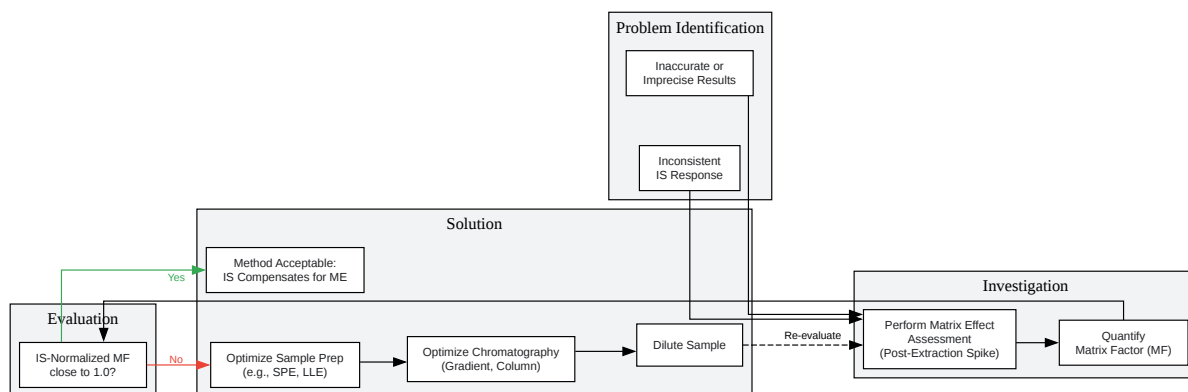 Problem Identification
Inaccurate or
Imprecise Results
Inconsistent
IS Response
Solution
Method Acceptable:
IS Compensates for ME
Yes
Investigation
Evaluation
IS-Normalized MF
close to 1.0?
No
Optimize Sample Prep
(e.g., SPE, LLE)
Optimize Chromatography
(Gradient, Column)
Dilute Sample
Re-evaluate
Perform Matrix Effect
Assessment
(Post-Extraction Spike)
Quantify
Matrix Factor (MF)